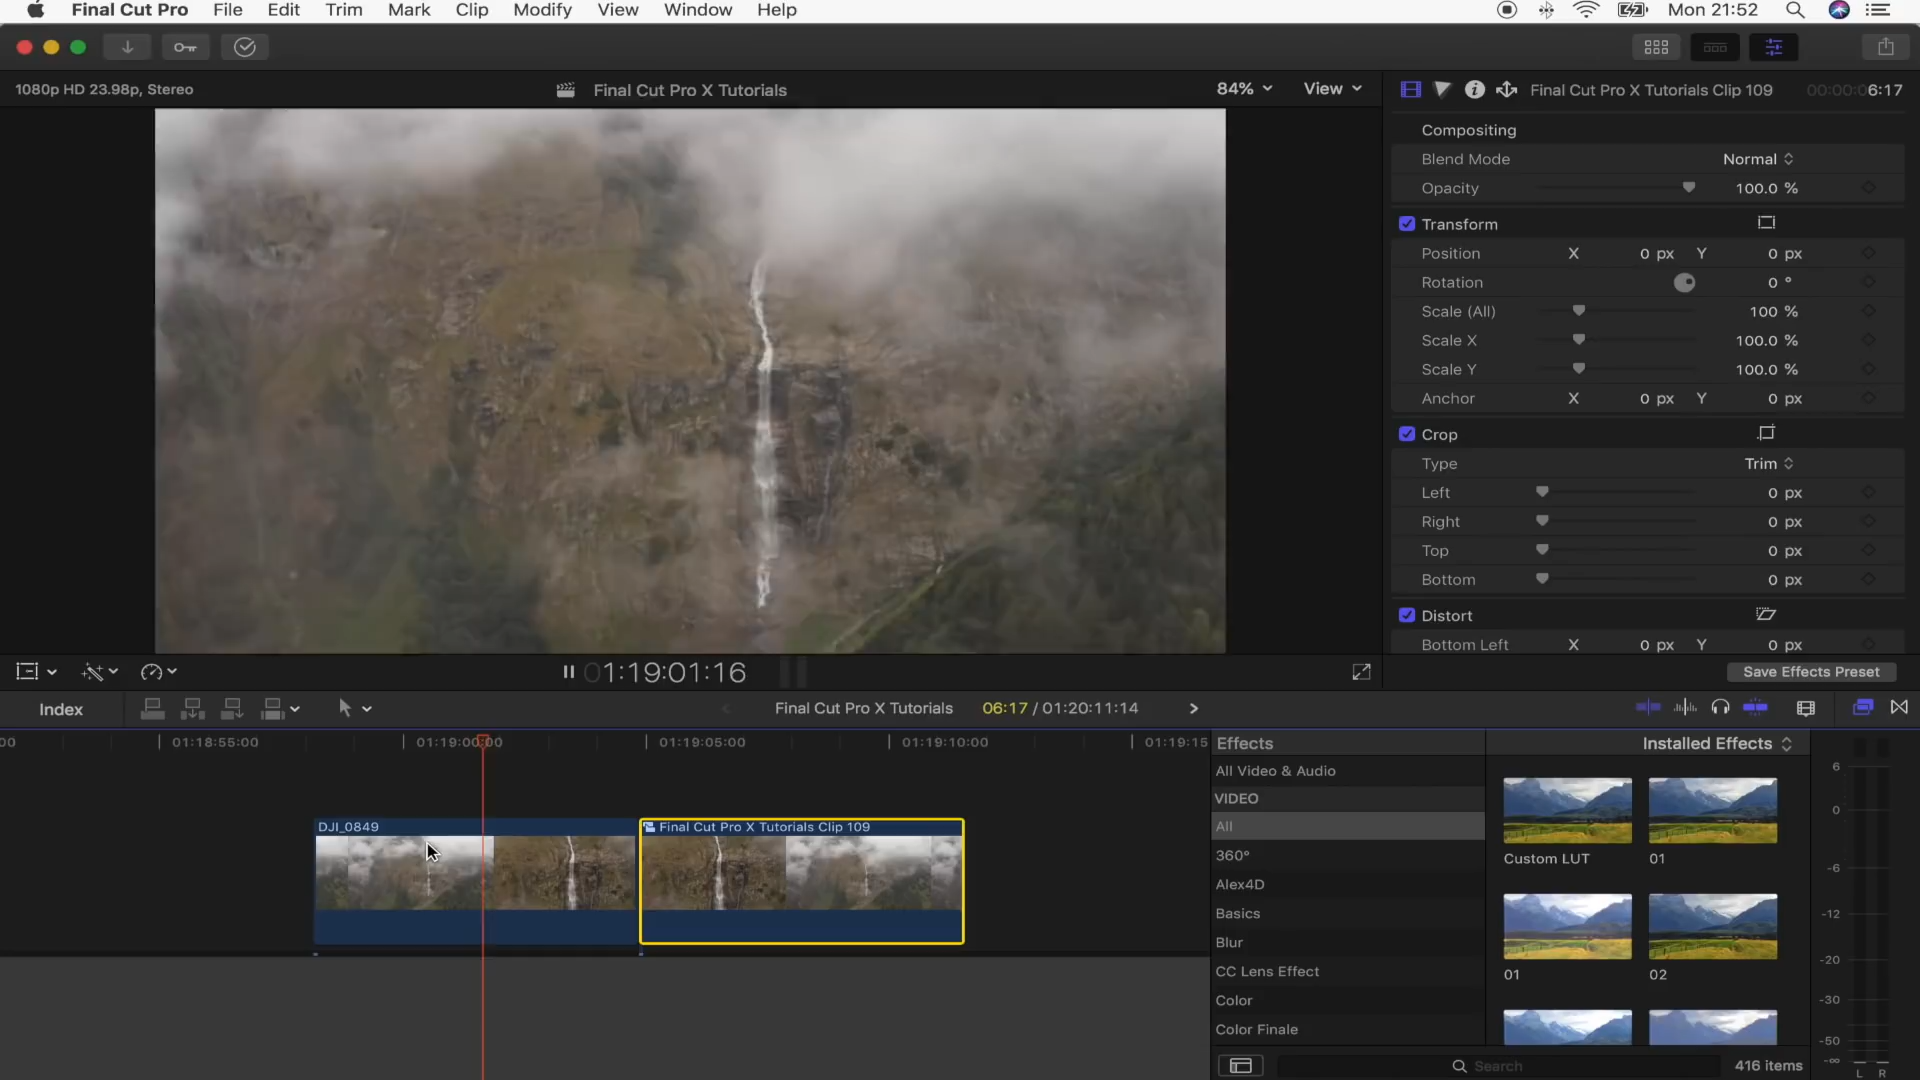 Final Cut Pro File Edit Trim Mark Clip Modify View Window Help Mon 21:52
1080p HD 23.98p, Stereo Final Cut Pro X Tutorials 84% View Final Cut Pro X Tutorials Clip 109 00:00:06:17
Compositing
Blend Mode Normal
Opacity 100.0 %
Transform
Position X 0 px Y 0 px
Rotation 0 °
Scale (All) 100 %
Scale X 100.0 %
Scale Y 100.0 %
Anchor X 0 px Y 0 px
Crop
Type Trim
Left 0 px
Right 0 px
Top 0 px
Bottom 0 px
Distort
Bottom Left X 0 px Y 0 px
01:19:01:16 Save Effects Preset
Index Final Cut Pro X Tutorials 06:17 / 01:20:11:14
00 01:18:55:00 01:19:00:00 01:19:05:00 01:19:10:00 01:19:15
Effects Installed Effects
All Video & Audio
VIDEO
All
360°
Alex4D
Basics
Blur
CC Lens Effect
Color
Color Finale
DJI_0849 Final Cut Pro X Tutorials Clip 109
Custom LUT 01
01 02
6
0
-6
-12
-20
-30
-50
-∞
L R
Search 416 items